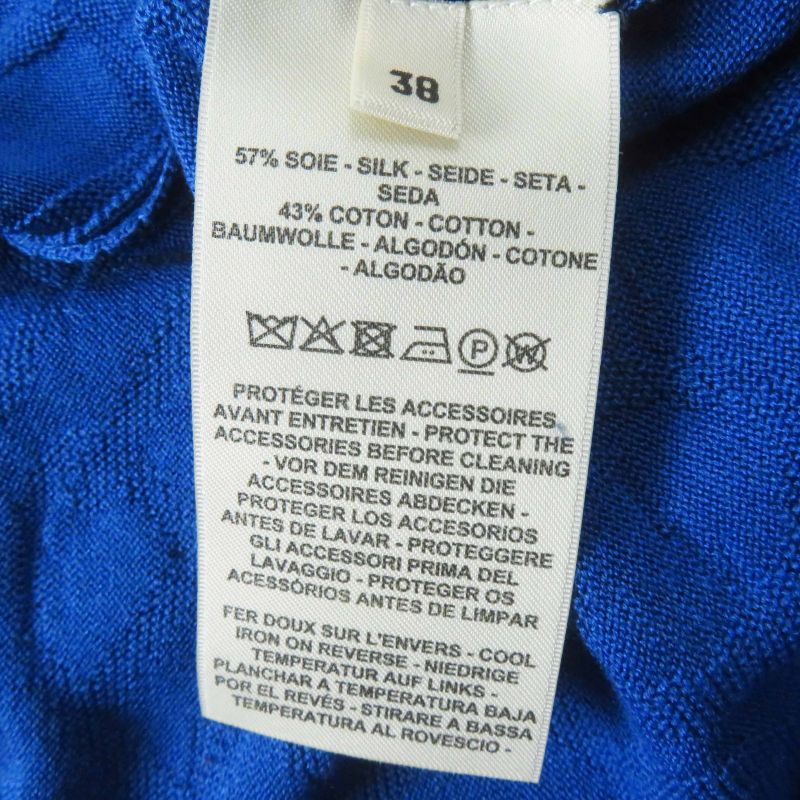 38
57% SOIE - SILK - SEIDE - SETA -
SEDA
43% COTON - COTTON -
BAUMWOLLE - ALGODÓN - COTONE
- ALGODÃO
P
W
PROTÉGER LES ACCESSOIRES
AVANT ENTRETIEN - PROTECT THE
ACCESSORIES BEFORE CLEANING
- VOR DEM REINIGEN DIE
ACCESSOIRES ABDECKEN -
PROTEGER LOS ACCESORIOS
ANTES DE LAVAR - PROTEGGERE
GLI ACCESSORI PRIMA DEL
LAVAGGIO - PROTEGER OS
ACESSÓRIOS ANTES DE LIMPAR
FER DOUX SUR L'ENVERS - COOL
IRON ON REVERSE - NIEDRIGE
TEMPERATUR AUF LINKS -
PLANCHAR A TEMPERATURA BAJA
POR EL REVÉS - STIRARE A BASSA
TEMPERATURA AL ROVESCIO -